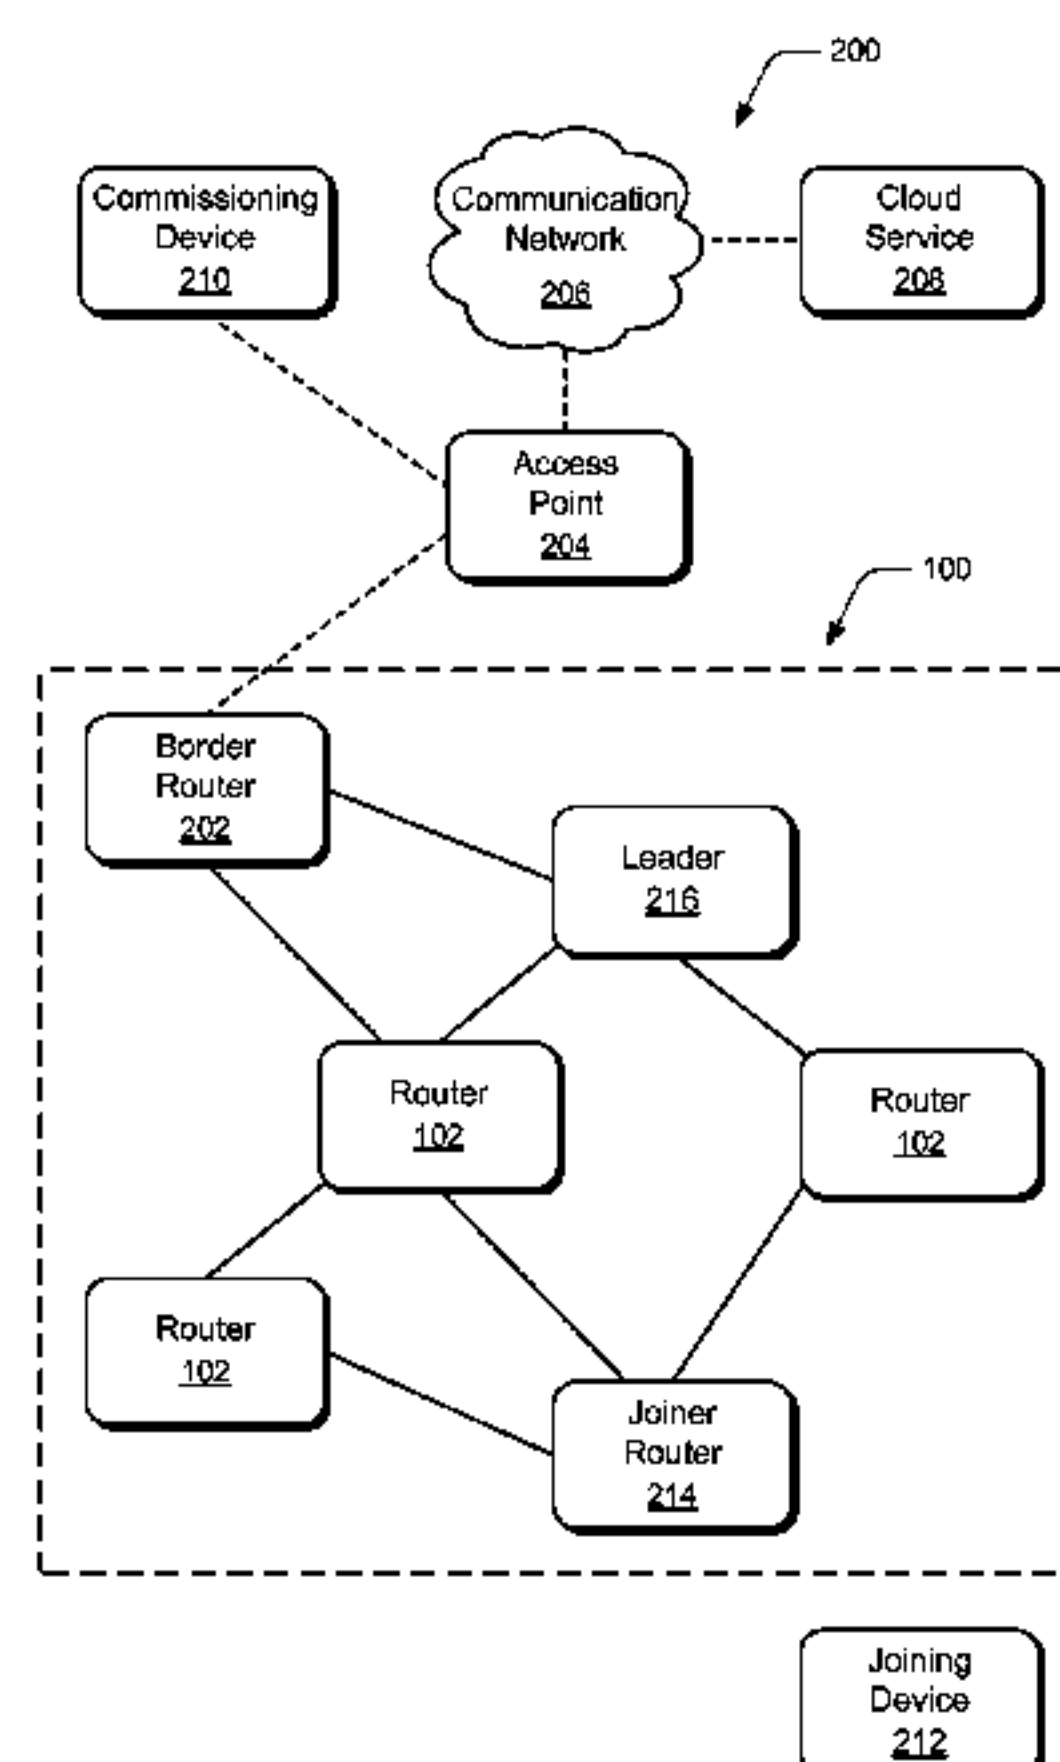 200
Commissioning
Device
210
Communication
Network
206
Cloud
Service
208
Access
Point
204
100
Border
Router
202
Leader
216
Router
102
Router
102
Router
102
Joiner
Router
214
Joining
Device
212